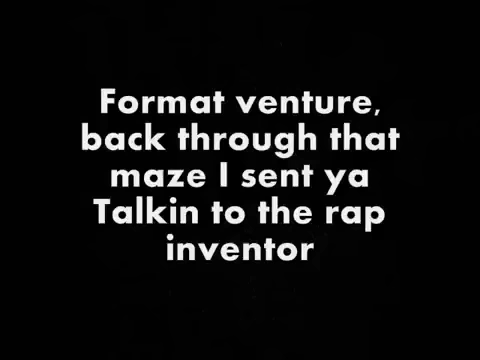 Format venture,
back through that
maze I sent ya
Talkin to the rap
inventor